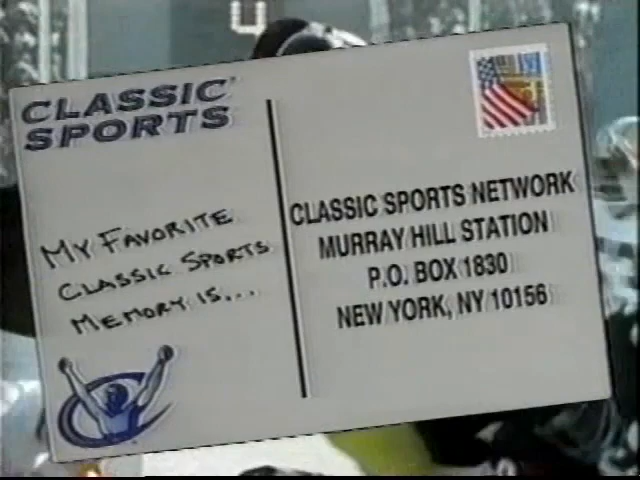 CLASSIC
SPORTS
MY FAVORITE
CLASSIC SPORTS
MEMORY IS...
CLASSIC SPORTS NETWORK
MURRAY HILL STATION
P.O. BOX 1830
NEW YORK, NY 10156